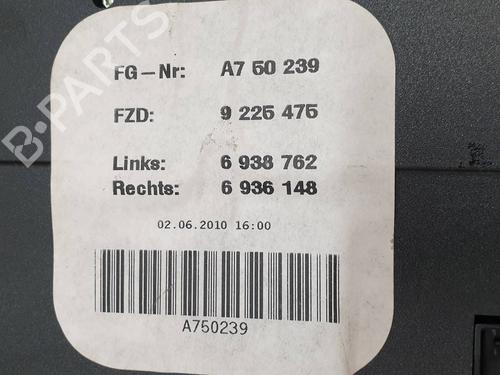 FG-Nr: A7 50 239
FZD: 9 225 475
Links: 6 938 762
Rechts: 6 936 148
02.06.2010 16:00
A750239
B-PARTS